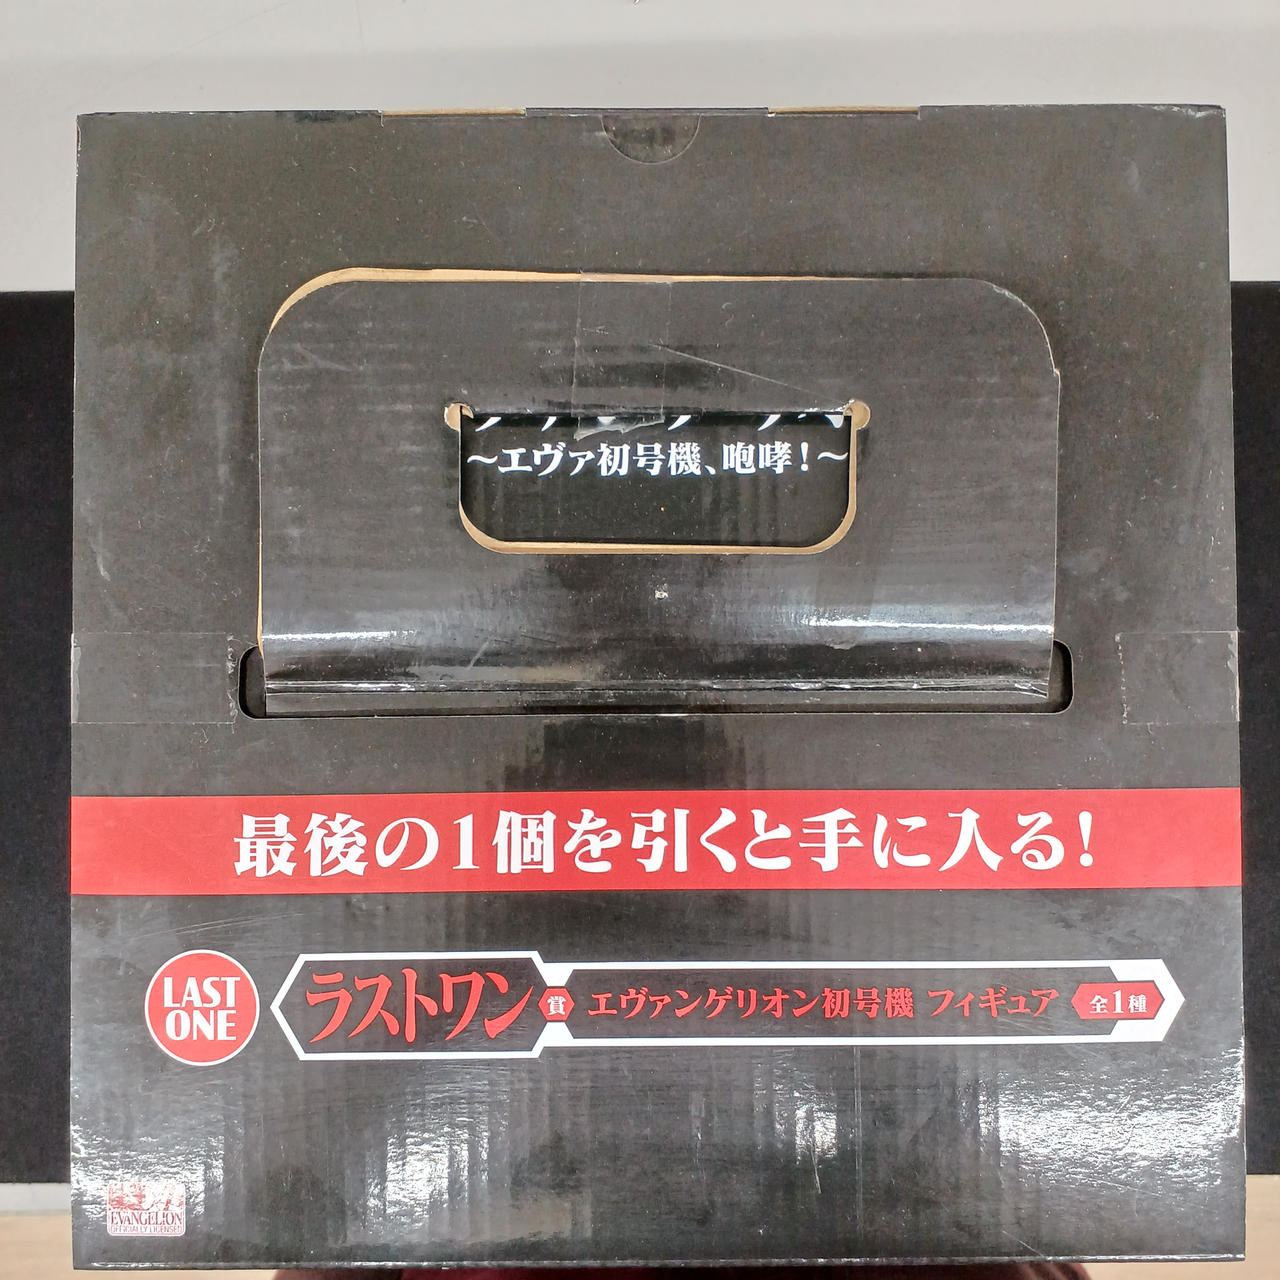 ～エヴァ初号機、咆哮！～
最後の1個を引くと手に入る！
LAST
ONE
ラストワン賞 エヴァンゲリオン初号機 フィギュア 全1種
EVANGELION
OFFICIALLY LICENSED